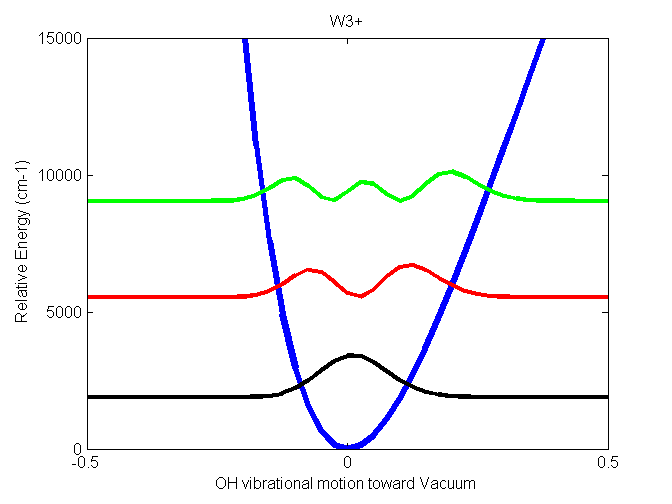 W3+
15000
10000
5000
0
-0.5
0
0.5
Relative Energy (cm-1)
OH vibrational motion toward Vacuum